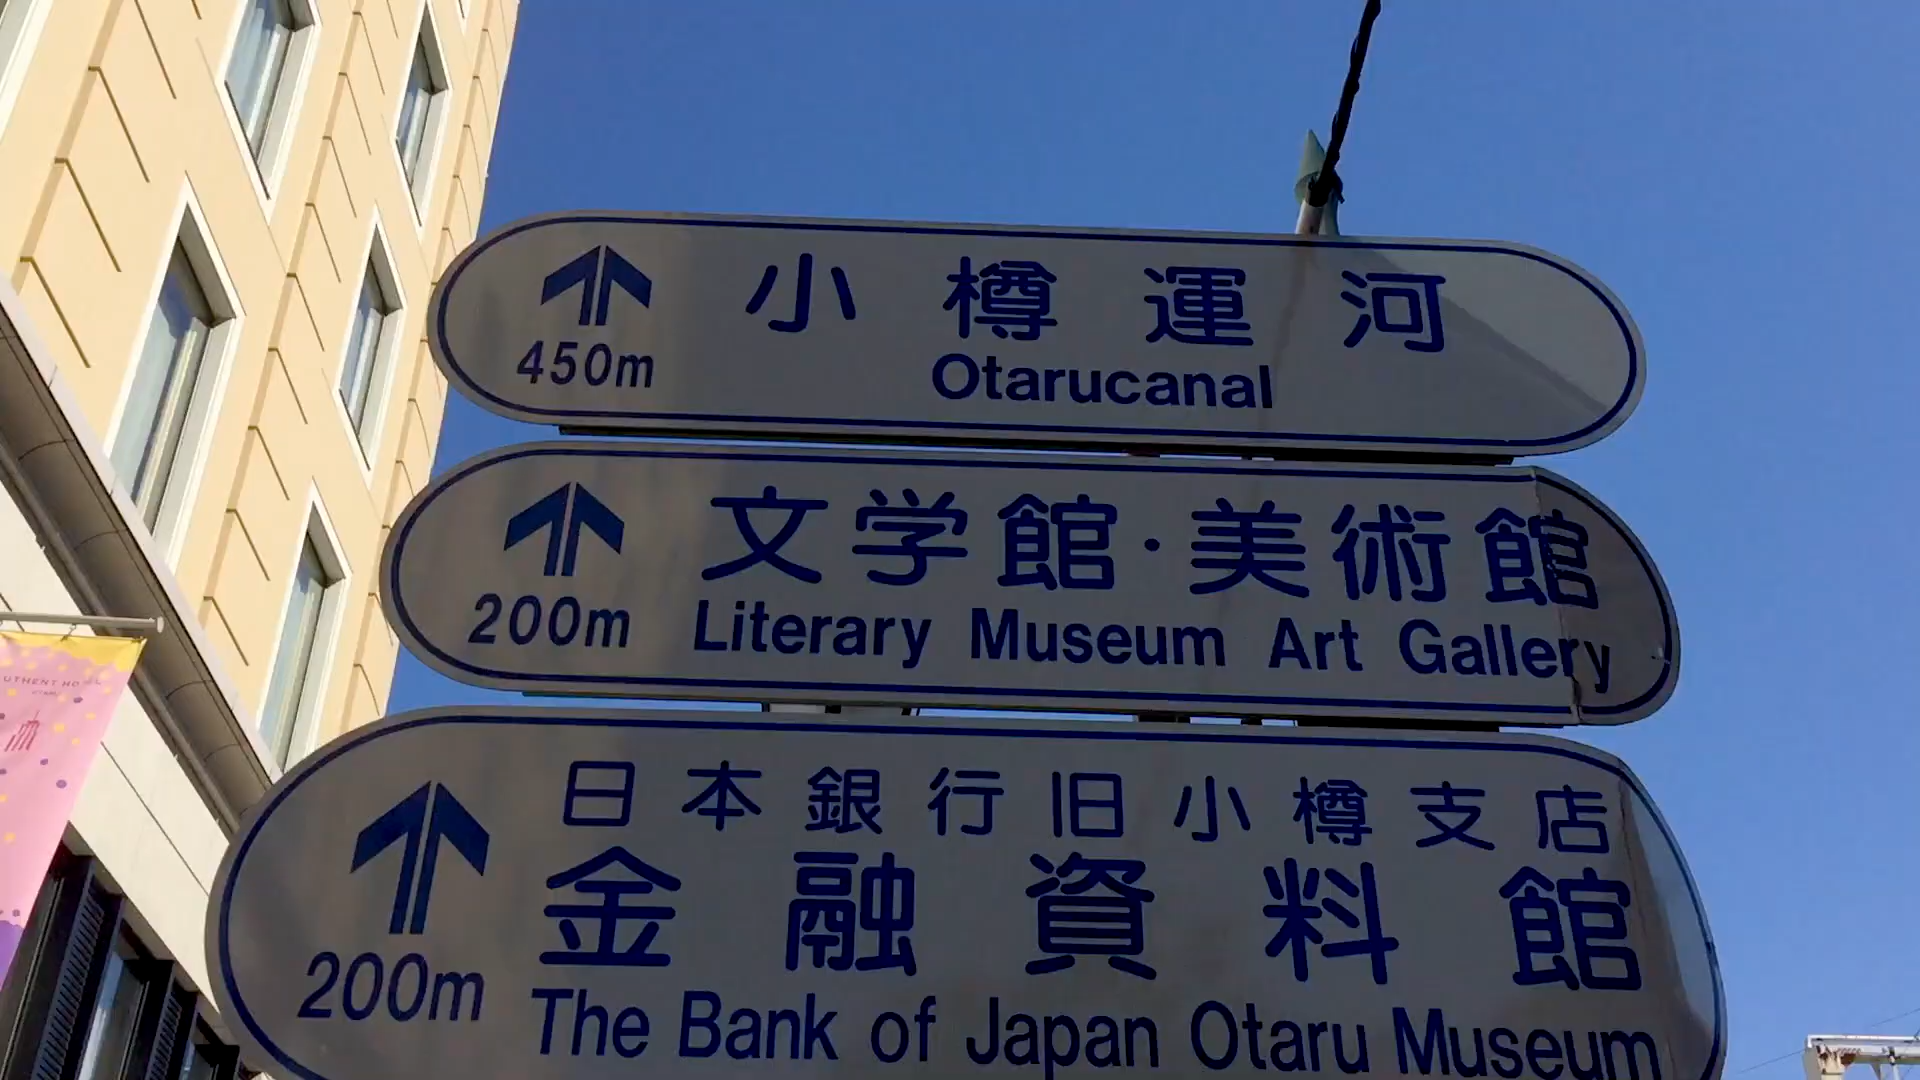 小樽運河
450m
Otarucanal
文学館・美術館
200m
Literary Museum Art Gallery
日本銀行旧小樽支店
金融資料館
200m
The Bank of Japan Otaru Museum